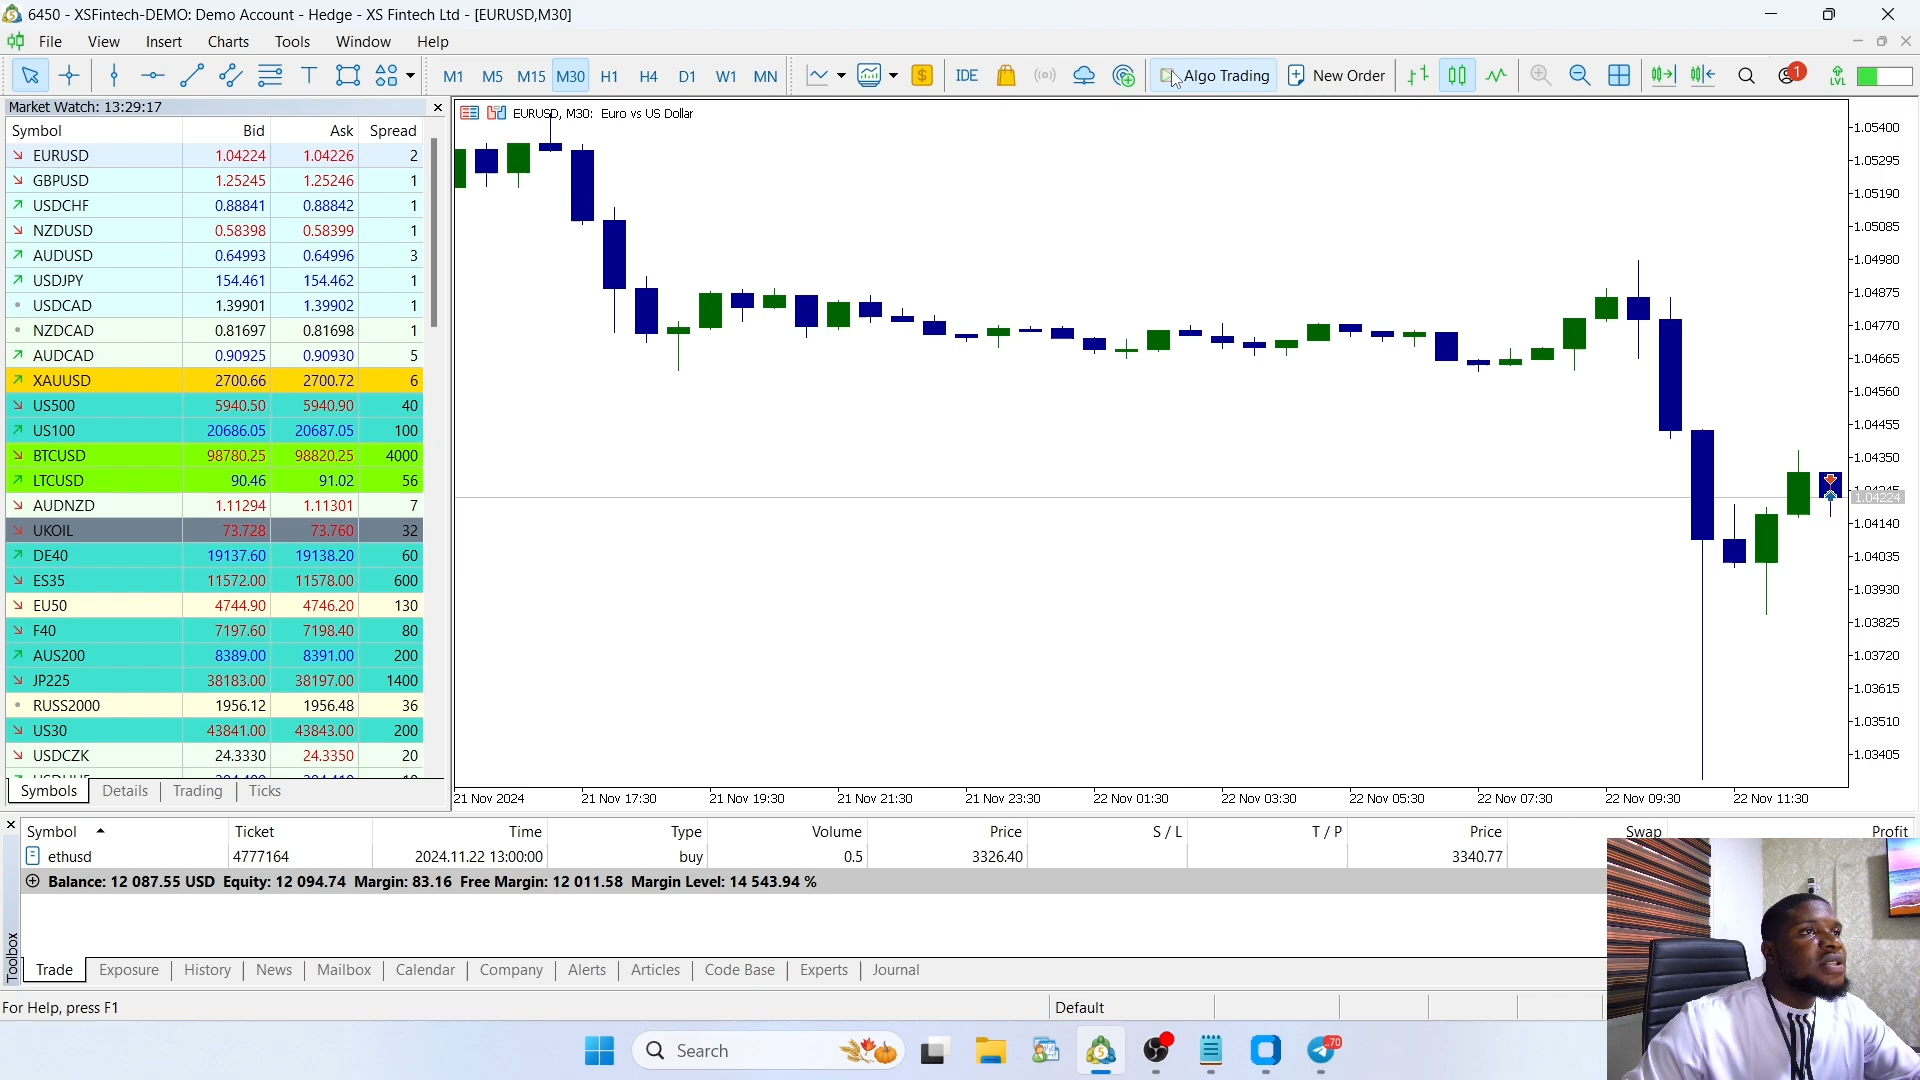 6450 - XSFintech-DEMO: Demo Account - Hedge - XS Fintech Ltd - [EURUSD,M30]
File View Insert Charts Tools Window Help
M1 M5 M15 M30 H1 H4 D1 W1 MN IDE Algo Trading New Order 1 LVL
Market Watch: 13:29:17
Symbol Bid Ask Spread
EURUSD 1.04224 1.04226 2
GBPUSD 1.25245 1.25246 1
USDCHF 0.88841 0.88842 1
NZDUSD 0.58398 0.58399 1
AUDUSD 0.64993 0.64996 3
USDJPY 154.461 154.462 1
USDCAD 1.39901 1.39902 1
NZDCAD 0.81697 0.81698 1
AUDCAD 0.90925 0.90930 5
XAUUSD 2700.66 2700.72 6
US500 5940.50 5940.90 40
US100 20686.05 20687.05 100
BTCUSD 98780.25 98820.25 4000
LTCUSD 90.46 91.02 56
AUDNZD 1.11294 1.11301 7
UKOIL 73.728 73.760 32
DE40 19137.60 19138.20 60
ES35 11572.00 11578.00 600
EU50 4744.90 4746.20 130
F40 7197.60 7198.40 80
AUS200 8389.00 8391.00 200
JP225 38183.00 38197.00 1400
RUSS2000 1956.12 1956.48 36
US30 43841.00 43843.00 200
USDCZK 24.3330 24.3350 20
Symbols Details Trading Ticks
EURUSD, M30: Euro vs US Dollar
1.05400
1.05295
1.05190
1.05085
1.04980
1.04875
1.04770
1.04665
1.04560
1.04455
1.04350
1.04224
1.04140
1.04035
1.03930
1.03825
1.03720
1.03615
1.03510
1.03405
21 Nov 2024 21 Nov 17:30 21 Nov 19:30 21 Nov 21:30 21 Nov 23:30 22 Nov 01:30 22 Nov 03:30 22 Nov 05:30 22 Nov 07:30 22 Nov 09:30 22 Nov 11:30
Symbol Ticket Time Type Volume Price S / L T / P Price Swap Profit
ethusd 4777164 2024.11.22 13:00:00 buy 0.5 3326.40 3340.77
Balance: 12 087.55 USD Equity: 12 094.74 Margin: 83.16 Free Margin: 12 011.58 Margin Level: 14 543.94 %
Toolbox
Trade Exposure History News Mailbox Calendar Company Alerts Articles Code Base Experts Journal
For Help, press F1 Default
Search 70